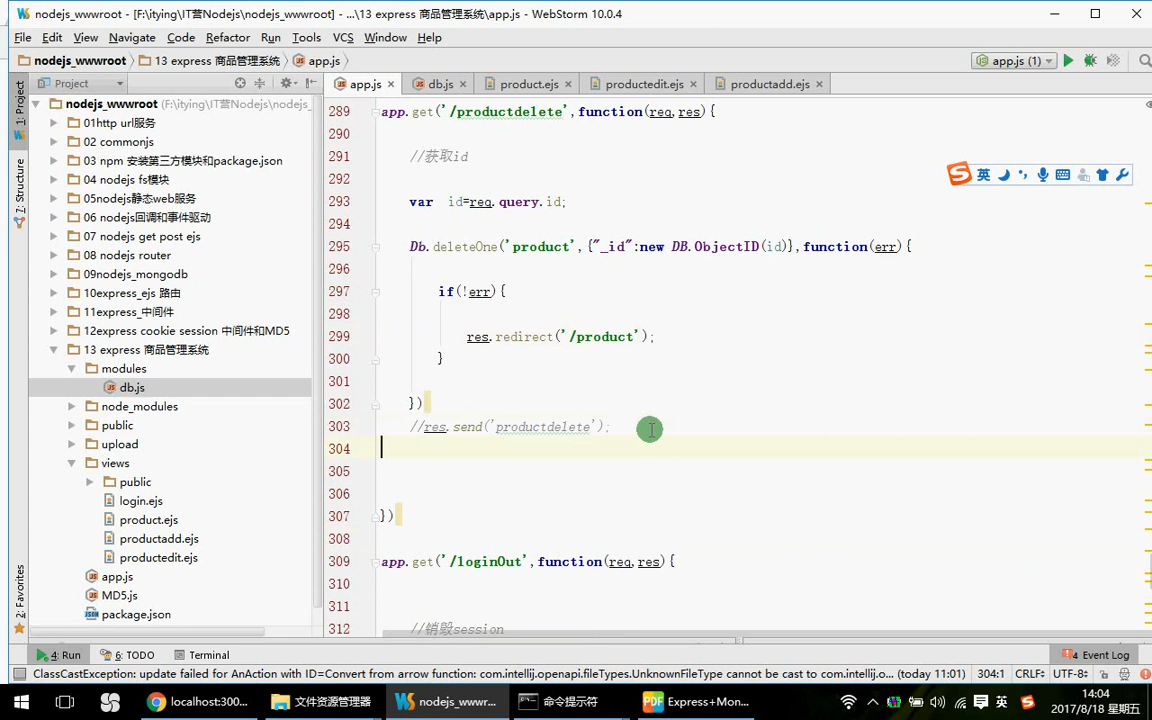 nodejs_wwwroot - [F:\itying\IT营Nodejs\nodejs_wwwroot] - ...\13 express 商品管理系统\app.js - WebStorm 10.0.4
File Edit View Navigate Code Refactor Run Tools VCS Window Help
nodejs_wwwroot 13 express 商品管理系统 app.js
app.js (1)
Project
app.js db.js product.ejs productedit.ejs productadd.ejs
1: Project
7: Structure
2: Favorites
nodejs_wwwroot (F:\itying\IT营Nodejs\nodejs_
01http url服务
02 commonjs
03 npm 安装第三方模块和package.json
04 nodejs fs模块
05nodejs静态web服务
06 nodejs回调和事件驱动
07 nodejs get post ejs
08 nodejs router
09nodejs_mongodb
10express_ejs 路由
11express_中间件
12express cookie session 中间件和MD5
13 express 商品管理系统
modules
db.js
node_modules
public
upload
views
public
login.ejs
product.ejs
productadd.ejs
productedit.ejs
app.js
MD5.js
package.json
289 app.get('/productdelete',function(req,res){
290
291 //获取id
292
293 var id=req.query.id;
294
295 Db.deleteOne('product',{"_id":new DB.ObjectID(id)},function(err){
296
297 if(!err){
298
299 res.redirect('/product');
300 }
301
302 })
303 //res.send('productdelete');
304
305
306
307 })
308
309 app.get('/loginOut',function(req,res){
310
311
312 //销毁session
英
4: Run 6: TODO Terminal 4 Event Log
ClassCastException: update failed for AnAction with ID=Convert from arrow function: com.intellij.openapi.fileTypes.UnknownFileType cannot be cast to com.intellij.o... (today 11:01) 304:1 CRLF÷ UTF-8÷
localhost:300... 文件资源管理器 nodejs_wwwr... 命令提示符 Express+Mon... 英
14:04
2017/8/18 星期五